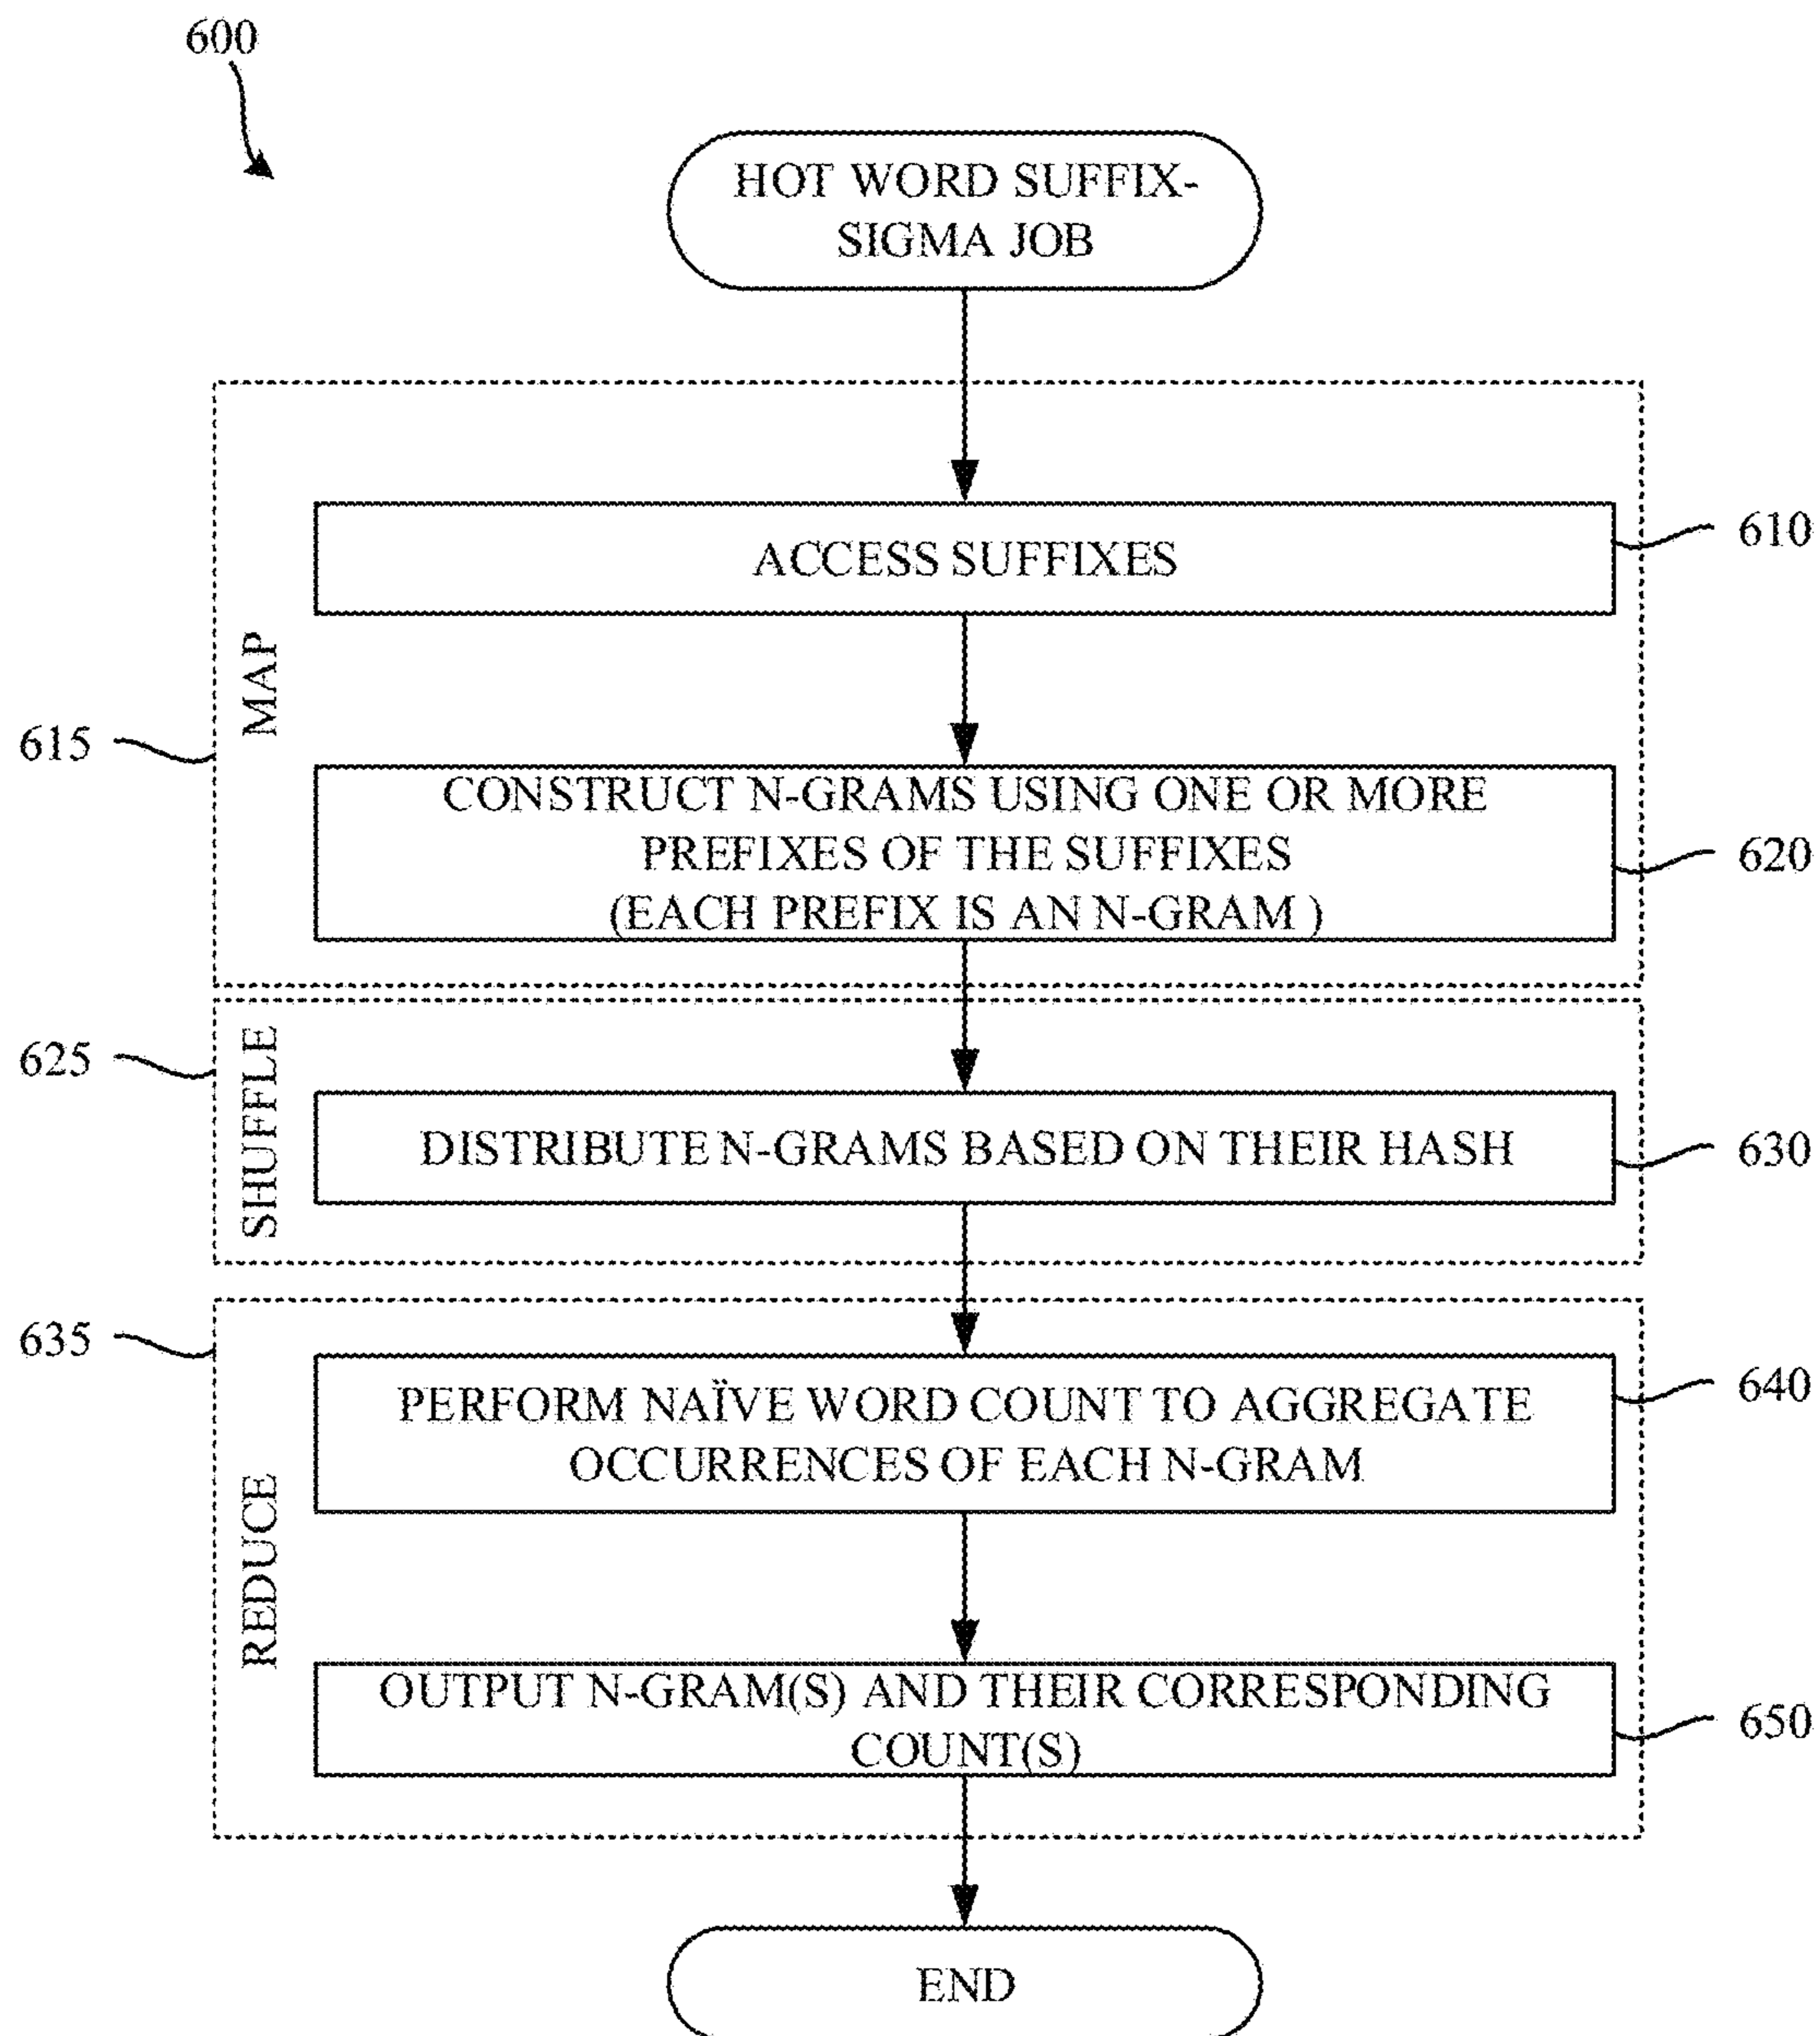 600
HOT WORD SUFFIX-
SIGMA JOB
MAP
615
ACCESS SUFFIXES
610
CONSTRUCT N-GRAMS USING ONE OR MORE
PREFIXES OF THE SUFFIXES
(EACH PREFIX IS AN N-GRAM )
620
SHUFFLE
625
DISTRIBUTE N-GRAMS BASED ON THEIR HASH
630
REDUCE
635
PERFORM NAÏVE WORD COUNT TO AGGREGATE
OCCURRENCES OF EACH N-GRAM
640
OUTPUT N-GRAM(S) AND THEIR CORRESPONDING
COUNT(S)
650
END